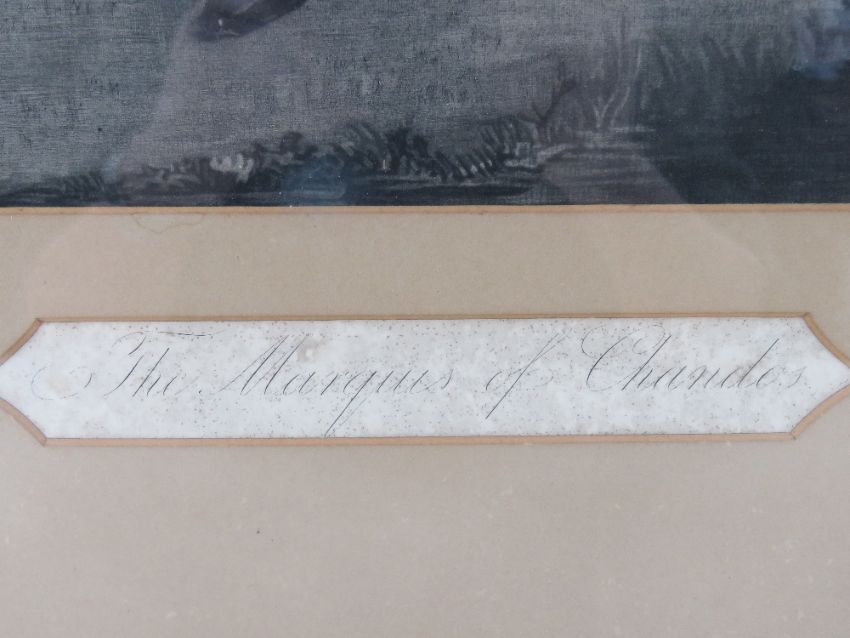 The Marquis of Chandos